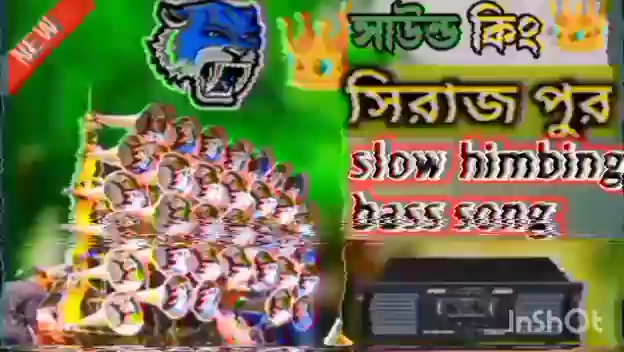 NEW
সাউন্ড কিং
সিরাজ পুর
slow himbing
bass song
InShOt